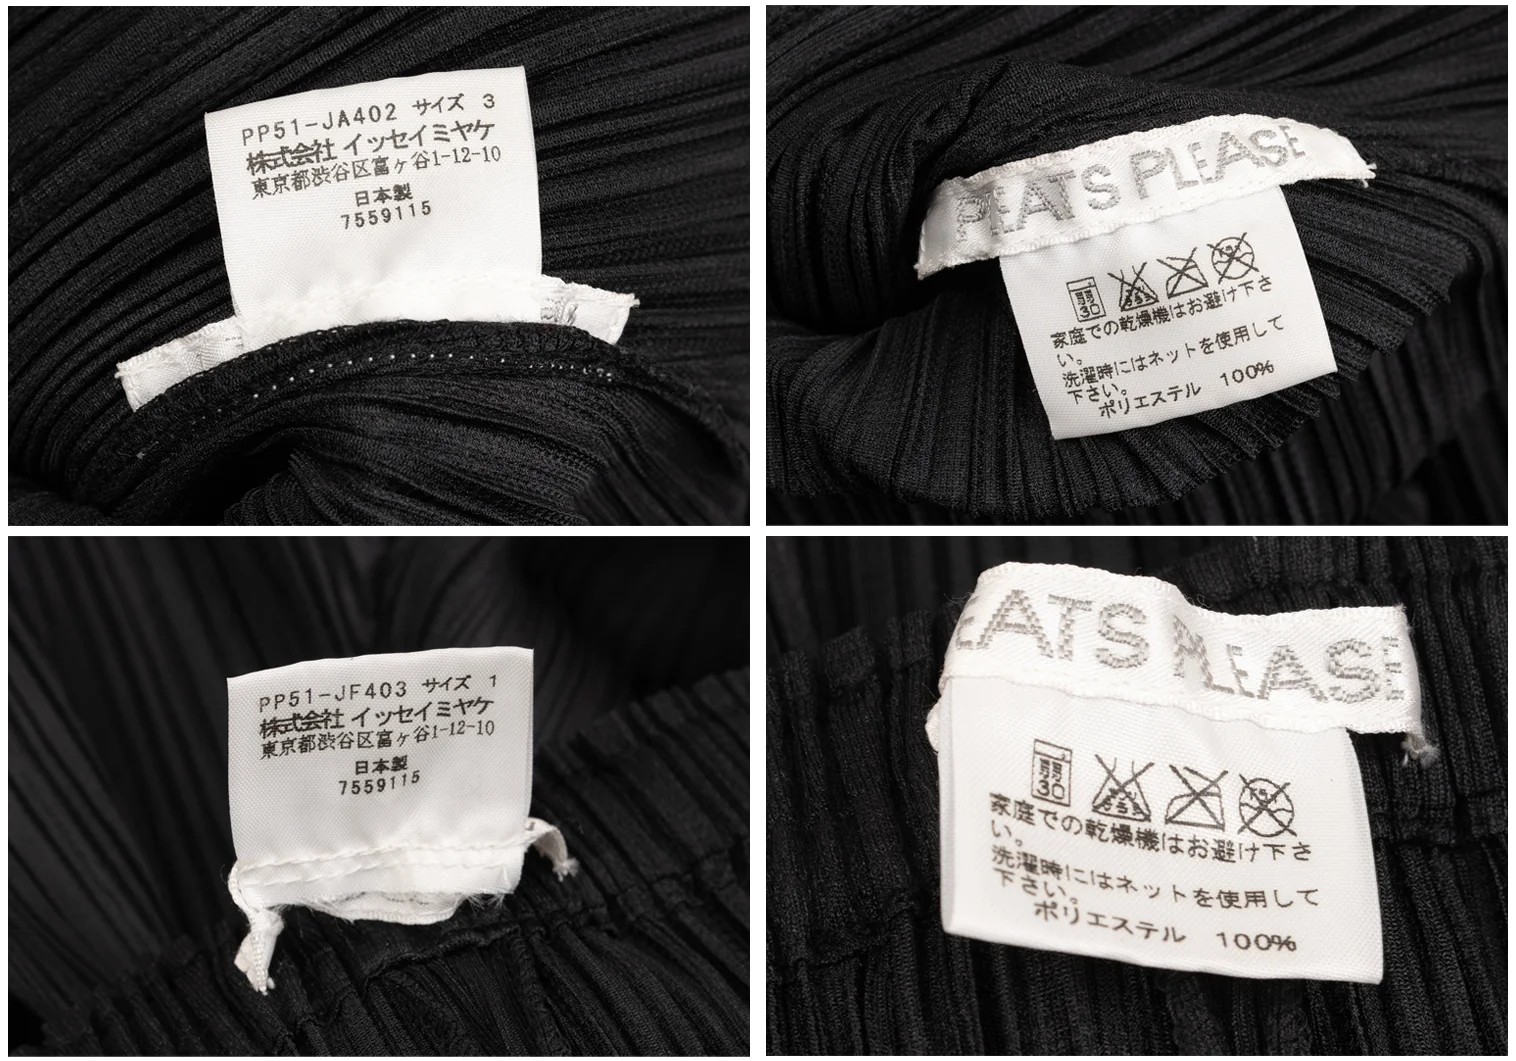 PP51-JA402 サイズ 3
株式会社 イッセイミヤケ
東京都渋谷区富ヶ谷1-12-10
日本製
7559115
PLEATS PLEASE
弱
30
家庭での乾燥機はお避け下さ
い。
洗濯時にはネットを使用して
下さい。
ポリエステル 100%
PP51-JF403 サイズ 1
株式会社 イッセイミヤケ
東京都渋谷区富ヶ谷1-12-10
日本製
7559115
EATS PLEASE
弱
30
家庭での乾燥機はお避け下さ
い。
洗濯時にはネットを使用して
下さい。
ポリエステル 100%